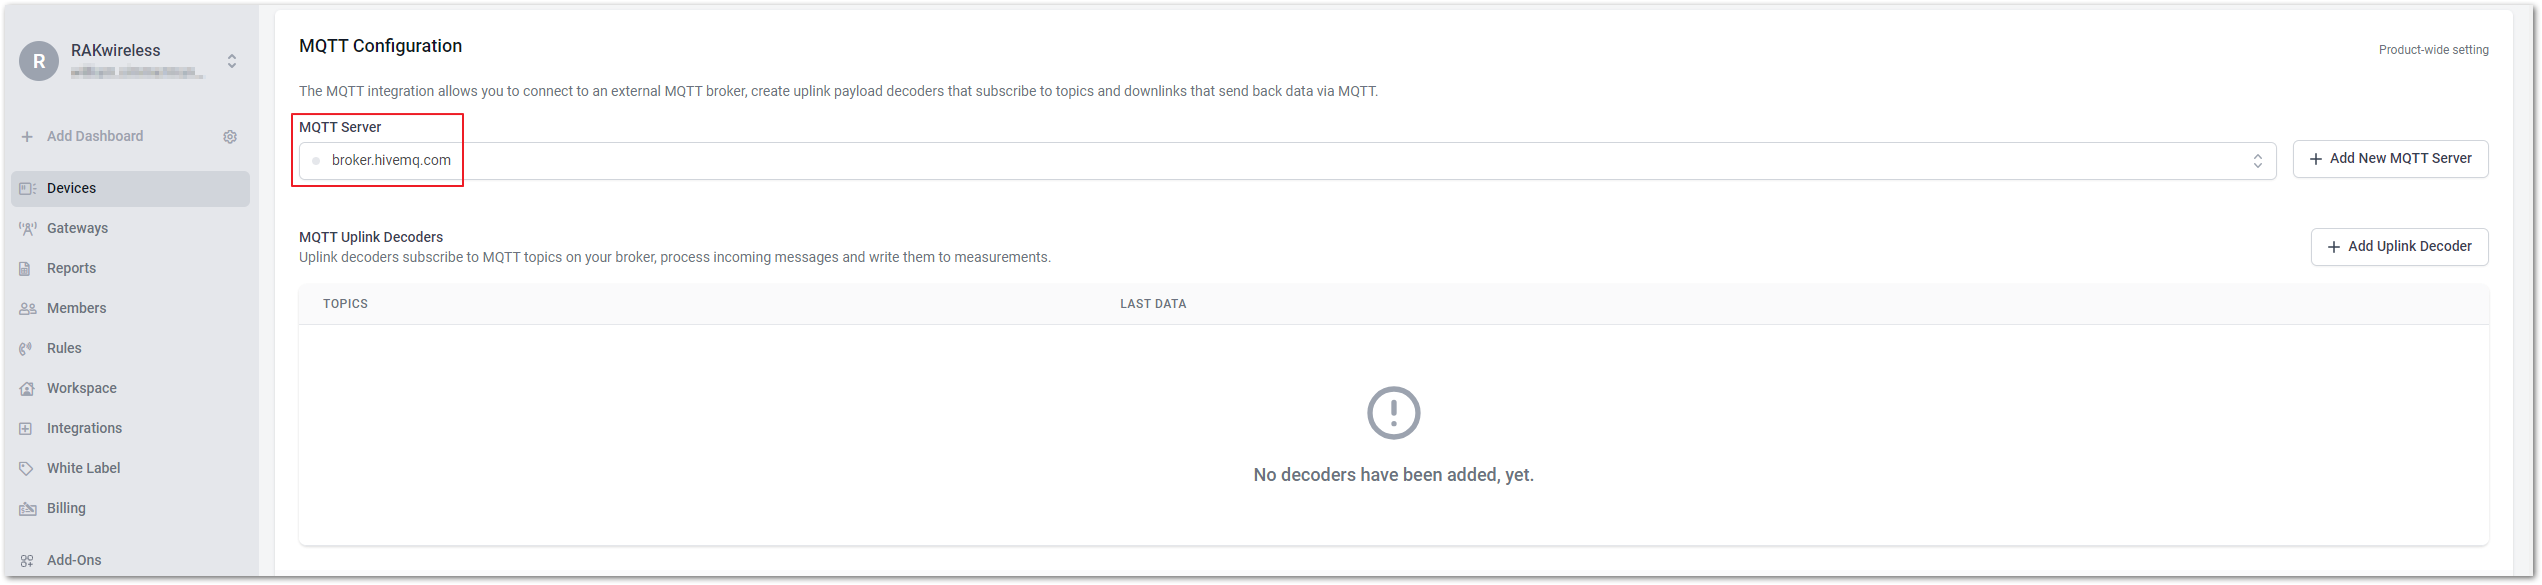 R
RAKwireless
Add Dashboard
Devices
Gateways
Reports
Members
Rules
Workspace
Integrations
White Label
Billing
Add-Ons
MQTT Configuration
Product-wide setting
The MQTT integration allows you to connect to an external MQTT broker, create uplink payload decoders that subscribe to topics and downlinks that send back data via MQTT.
MQTT Server
broker.hivemq.com
Add New MQTT Server
MQTT Uplink Decoders
Uplink decoders subscribe to MQTT topics on your broker, process incoming messages and write them to measurements.
Add Uplink Decoder
TOPICS LAST DATA
No decoders have been added, yet.